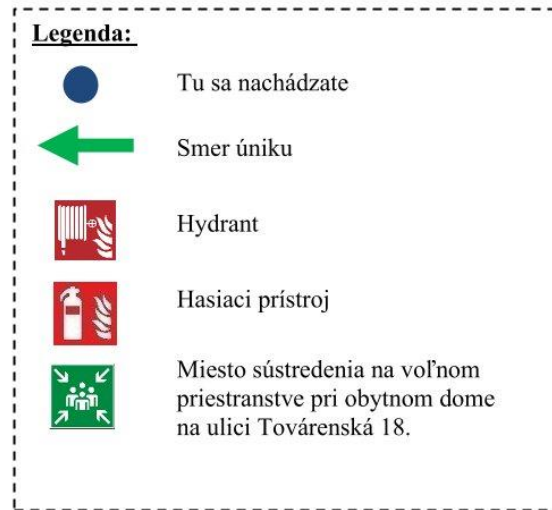 Legenda:
Tu sa nachádzate
Smer úniku
Hydrant
Hasiaci prístroj
Miesto sústredenia na voľnom
priestranstve pri obytnom dome
na ulici Továrenská 18.